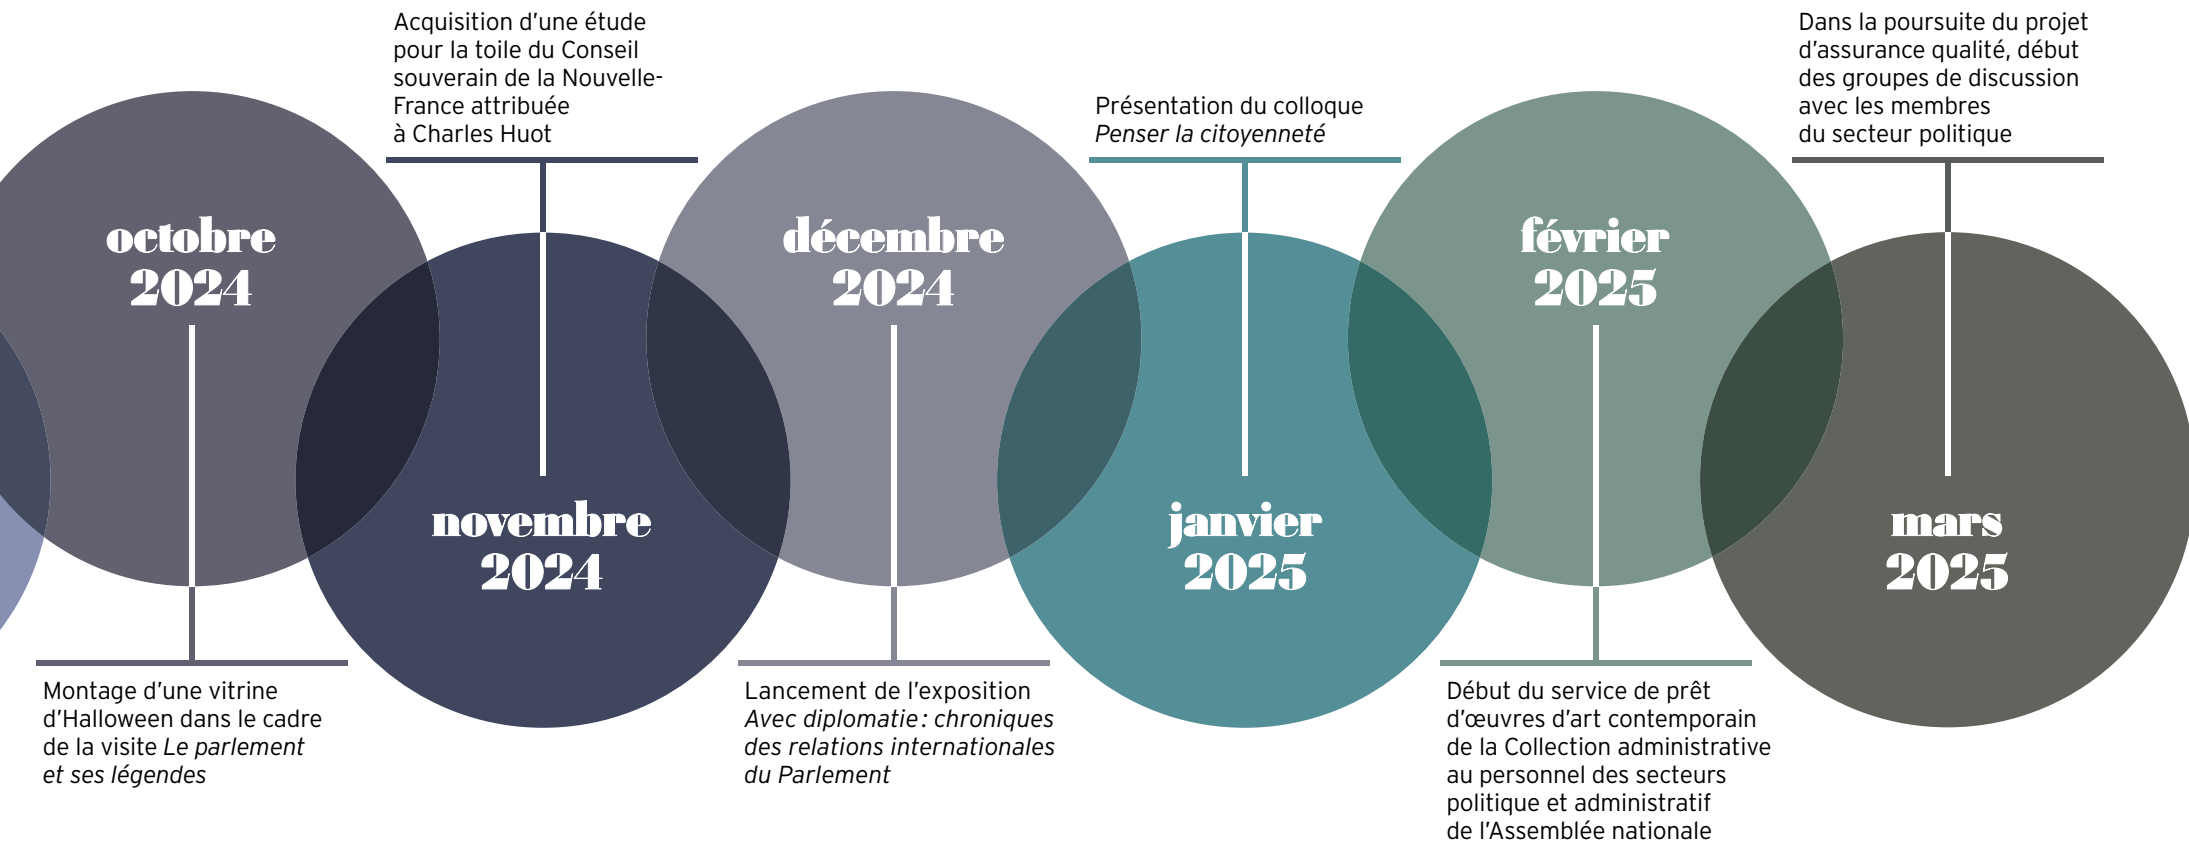 octobre
2024
Montage d’une vitrine
d’Halloween dans le cadre
de la visite Le parlement
et ses légendes
Acquisition d’une étude
pour la toile du Conseil
souverain de la Nouvelle-
France attribuée
à Charles Huot
novembre
2024
décembre
2024
Lancement de l’exposition
Avec diplomatie : chroniques
des relations internationales
du Parlement
Présentation du colloque
Penser la citoyenneté
janvier
2025
février
2025
Début du service de prêt
d’œuvres d’art contemporain
de la Collection administrative
au personnel des secteurs
politique et administratif
de l’Assemblée nationale
Dans la poursuite du projet
d’assurance qualité, début
des groupes de discussion
avec les membres
du secteur politique
mars
2025